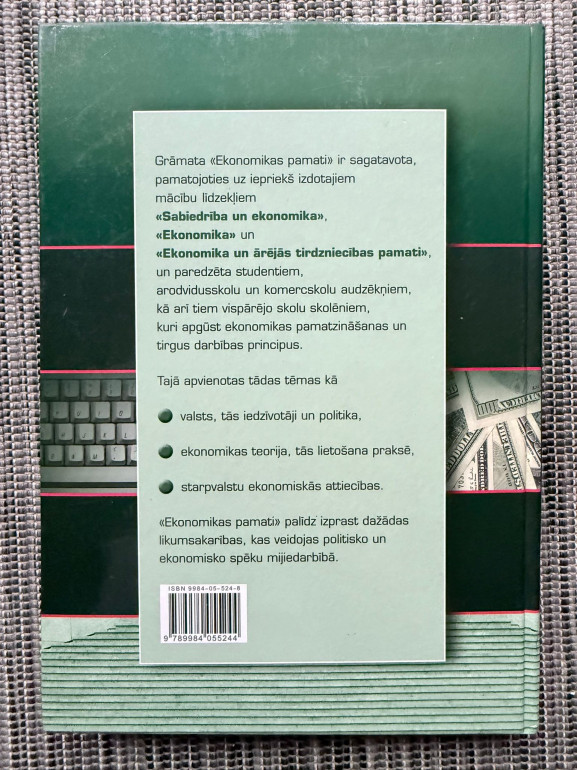 Grāmata «Ekonomikas pamati» ir sagatavota,
pamatojoties uz iepriekš izdotajiem
mācību līdzekļiem
«Sabiedrība un ekonomika»,
«Ekonomika» un
«Ekonomika un ārējās tirdzniecības pamati»,
un paredzēta studentiem,
arodvidusskolu un komercskolu audzēkņiem,
kā arī tiem vispārējo skolu skolēniem,
kuri apgūst ekonomikas pamatzināšanas un
tirgus darbības principus.
Tajā apvienotas tādas tēmas kā
valsts, tās iedzīvotāji un politika,
ekonomikas teorija, tās lietošana praksē,
starpvalstu ekonomiskās attiecības.
«Ekonomikas pamati» palīdz izprast dažādas
likumsakarības, kas veidojas politisko un
ekonomisko spēku mijiedarbībā.
ISBN 9984-05-524-8
9 789984 055244